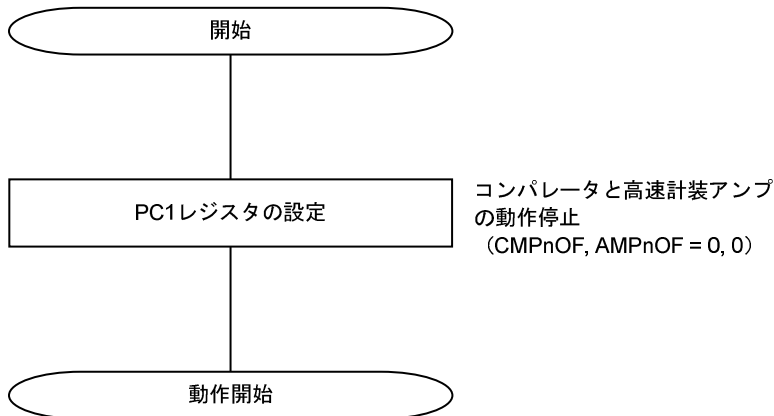 開始
PC1レジスタの設定
コンパレータと高速計装アンプ
の動作停止
（CMPnOF, AMPnOF = 0, 0）
動作開始